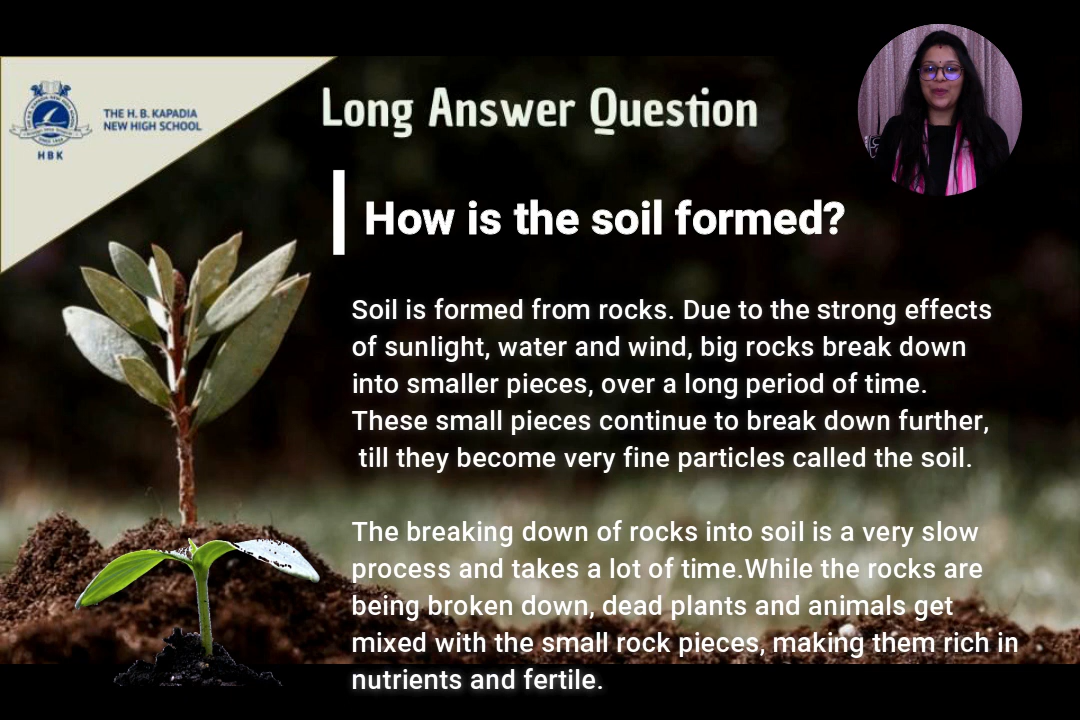 THE H. B. KAPADIA
NEW HIGH SCHOOL
HBK
Long Answer Question
How is the soil formed?
Soil is formed from rocks. Due to the strong effects
of sunlight, water and wind, big rocks break down
into smaller pieces, over a long period of time.
These small pieces continue to break down further,
till they become very fine particles called the soil.
The breaking down of rocks into soil is a very slow
process and takes a lot of time.While the rocks are
being broken down, dead plants and animals get
mixed with the small rock pieces, making them rich in
nutrients and fertile.